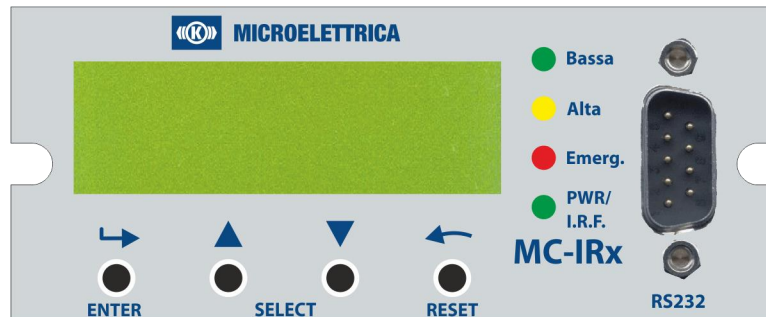 K
MICROELETTRICA
Bassa
Alta
Emerg.
PWR/
I.R.F.
MC-IRx
ENTER
SELECT
RESET
RS232